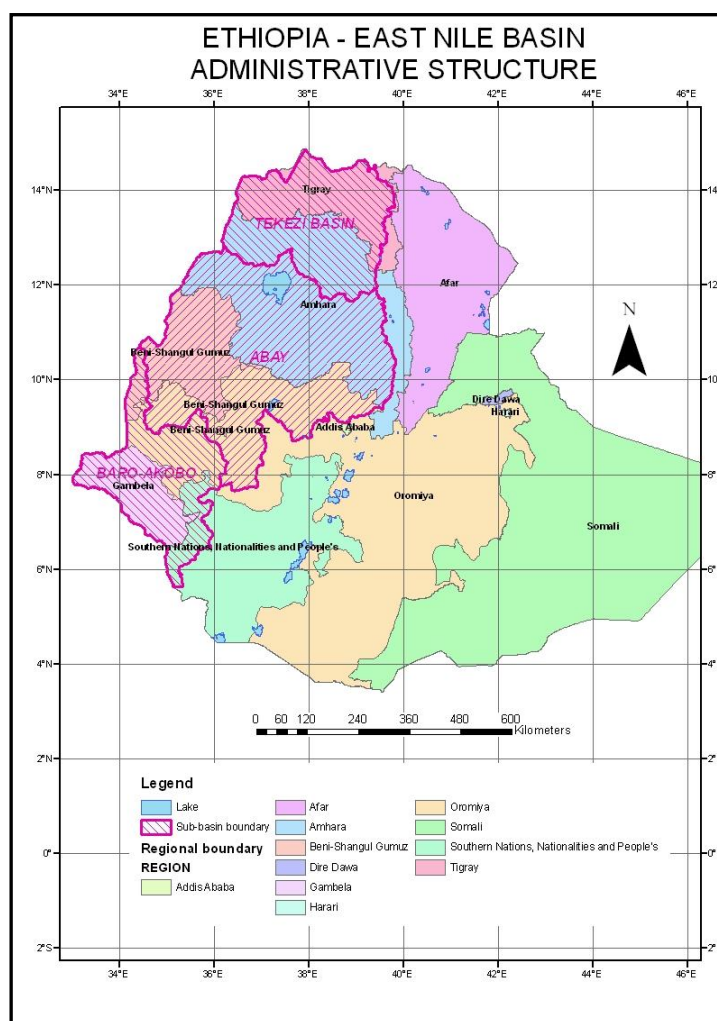 ETHIOPIA - EAST NILE BASIN
ADMINISTRATIVE STRUCTURE
34°E 36°E 38°E 40°E 42°E 44°E 46°E
14°N 14°N
Tigray
TEKEZI BASIN
Afar
12°N 12°N
N
Amhara
Beni-Shangul Gumuz
ABAY
10°N 10°N
Beni-Shangul Gumuz
Dire Dawa
Harari
Beni-Shangul Gumuz
Addis Ababa
8°N 8°N
BARO-AKOBO
Gambela
Oromiya
Somali
Southern Nations, Nationalities and People's
6°N 6°N
4°N 4°N
0 60 120 240 360 480 600
Kilometers
2°N 2°N
Legend
Lake
Sub-basin boundary
Regional boundary
REGION
Addis Ababa
Afar
Amhara
Beni-Shangul Gumuz
Dire Dawa
Gambela
Harari
Oromiya
Somali
Southern Nations, Nationalities and People's
Tigray
0° 0°
2°S 2°S
34°E 36°E 38°E 40°E 42°E 44°E 46°E